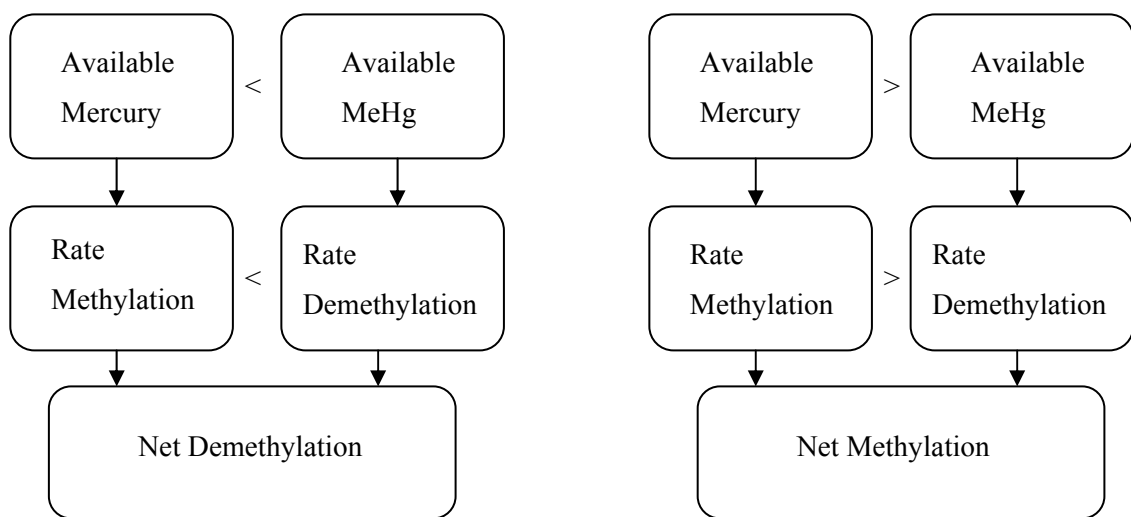 Available
Mercury
<
Available
MeHg
Rate
Methylation
<
Rate
Demethylation
Net Demethylation
Available
Mercury
>
Available
MeHg
Rate
Methylation
>
Rate
Demethylation
Net Methylation